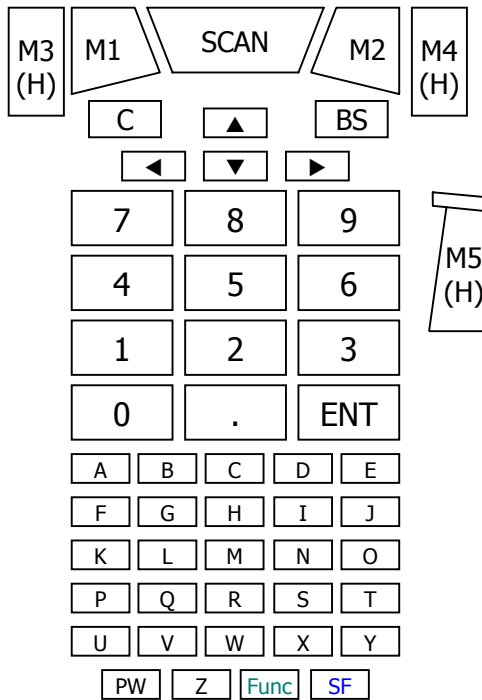 M3 (H) M1 SCAN M2 M4 (H)
C ▲ BS
◀ ▼ ▶
7 8 9
M5 (H)
4 5 6
1 2 3
0 . ENT
A B C D E
F G H I J
K L M N O
P Q R S T
U V W X Y
PW Z Func SF